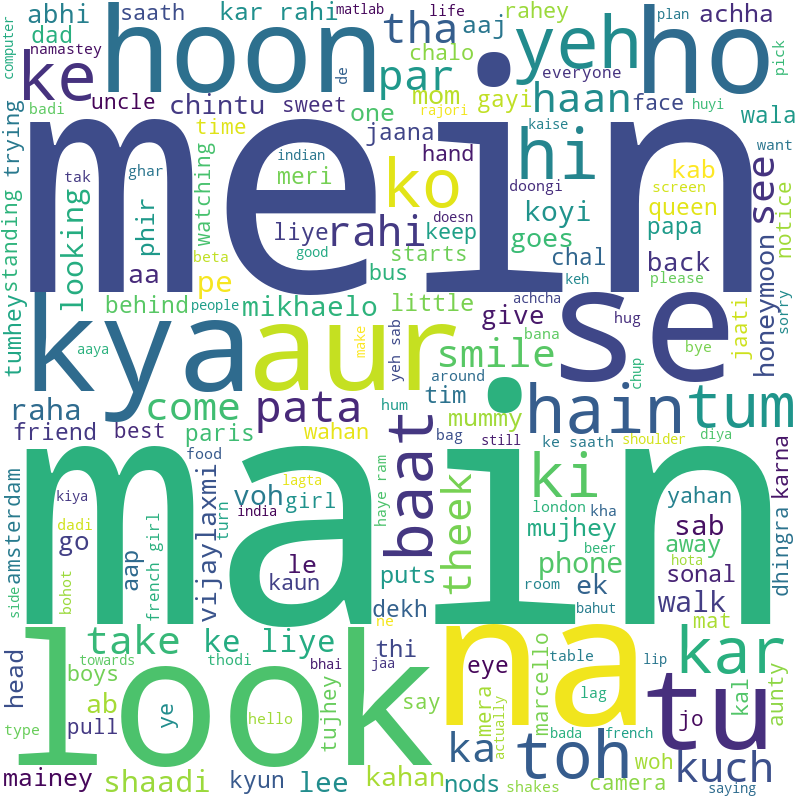 abhi saath kar rahi matlab life rahey achha
computer dad hoon tha aaj yeh ho plan
namastey ke par chalo everyone pick
badi uncle chintu sweet de mom rajori gayi haan face huyi wala
trying time one jaana hand kaise want
mein hi
tak indian meri ko doongi kab see notice
ghar watching rahi doesn koyi screen queen
standing looking phir liye keep goes papa
beta good starts chal keh back please honeymoon
aa pe bus achcha
tumhey behind people mikhaelo little give se hug jaati sorry
kya aur bana bye
aaya make yeh sab smile around chup
raha come pata hum tim hain tum
friend best paris wahan baat bag mummy still ke saath shoulder diya karna
food
main
kiya lagta voh girl theek ki london kha yahan
amsterdam dadi turn india haye ram mujhey beer sab
go aap french girl vijaylaxmi le phone away hota dhingra
side bohot kaun puts room ek sonal
dekh ne bahut walk mat
look na kar
head take ke liye thi
boys towards thodi bhai jaa eye table lip
ab ye tujhey say mera marcello lag tu kal aunty
type pull hello actually jo
ka toh bada french woh kuch
mainey shaadi kyun lee kahan nods shakes camera saying